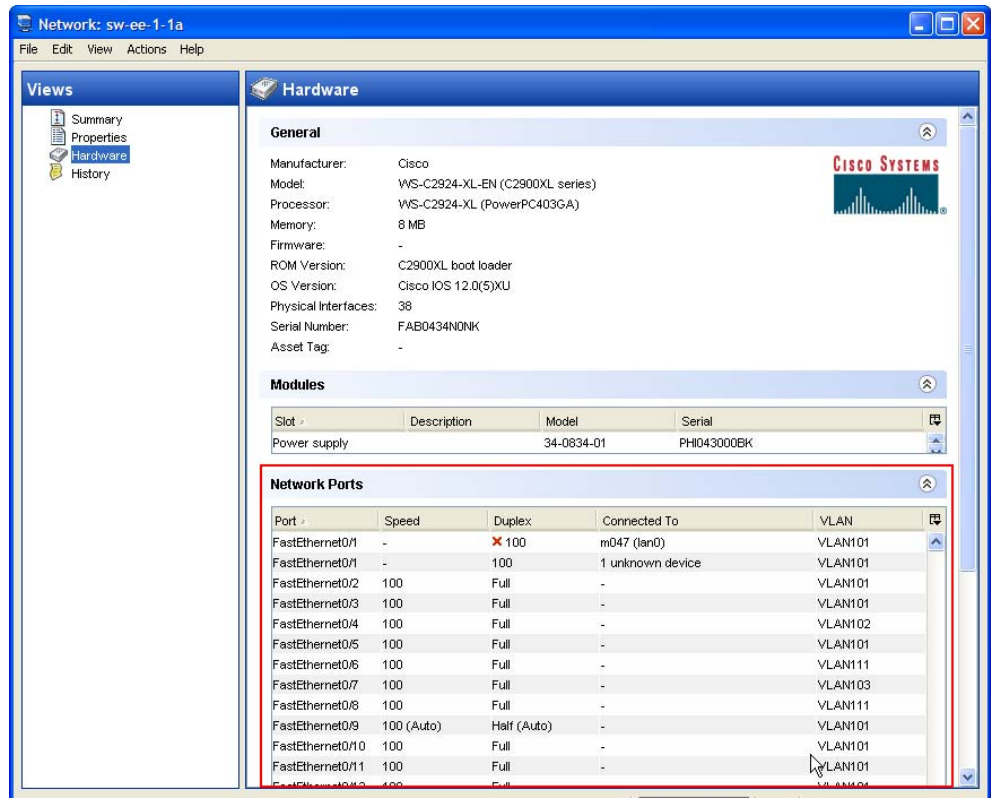 Network: sw-ee-1-1a
File Edit View Actions Help
Views
Summary
Properties
Hardware
History
Hardware
General
Manufacturer: Cisco
Model: WS-C2924-XL-EN (C2900XL series)
Processor: WS-C2924-XL (PowerPC403GA)
Memory: 8 MB
Firmware: -
ROM Version: C2900XL boot loader
OS Version: Cisco IOS 12.0(5)XU
Physical Interfaces: 38
Serial Number: FAB0434N0NK
Asset Tag: -
CISCO SYSTEMS
Modules
Slot Description Model Serial
Power supply 34-0834-01 PHI043000BK
Network Ports
Port Speed Duplex Connected To VLAN
FastEthernet0/1 - 100 m047 (lan0) VLAN101
FastEthernet0/1 - 100 1 unknown device VLAN101
FastEthernet0/2 100 Full - VLAN101
FastEthernet0/3 100 Full - VLAN101
FastEthernet0/4 100 Full - VLAN102
FastEthernet0/5 100 Full - VLAN101
FastEthernet0/6 100 Full - VLAN111
FastEthernet0/7 100 Full - VLAN103
FastEthernet0/8 100 Full - VLAN111
FastEthernet0/9 100 (Auto) Half (Auto) - VLAN101
FastEthernet0/10 100 Full - VLAN101
FastEthernet0/11 100 Full - VLAN101